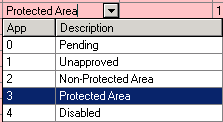 Protected Area 1
App Description
0 Pending
1 Unapproved
2 Non-Protected Area
3 Protected Area
4 Disabled